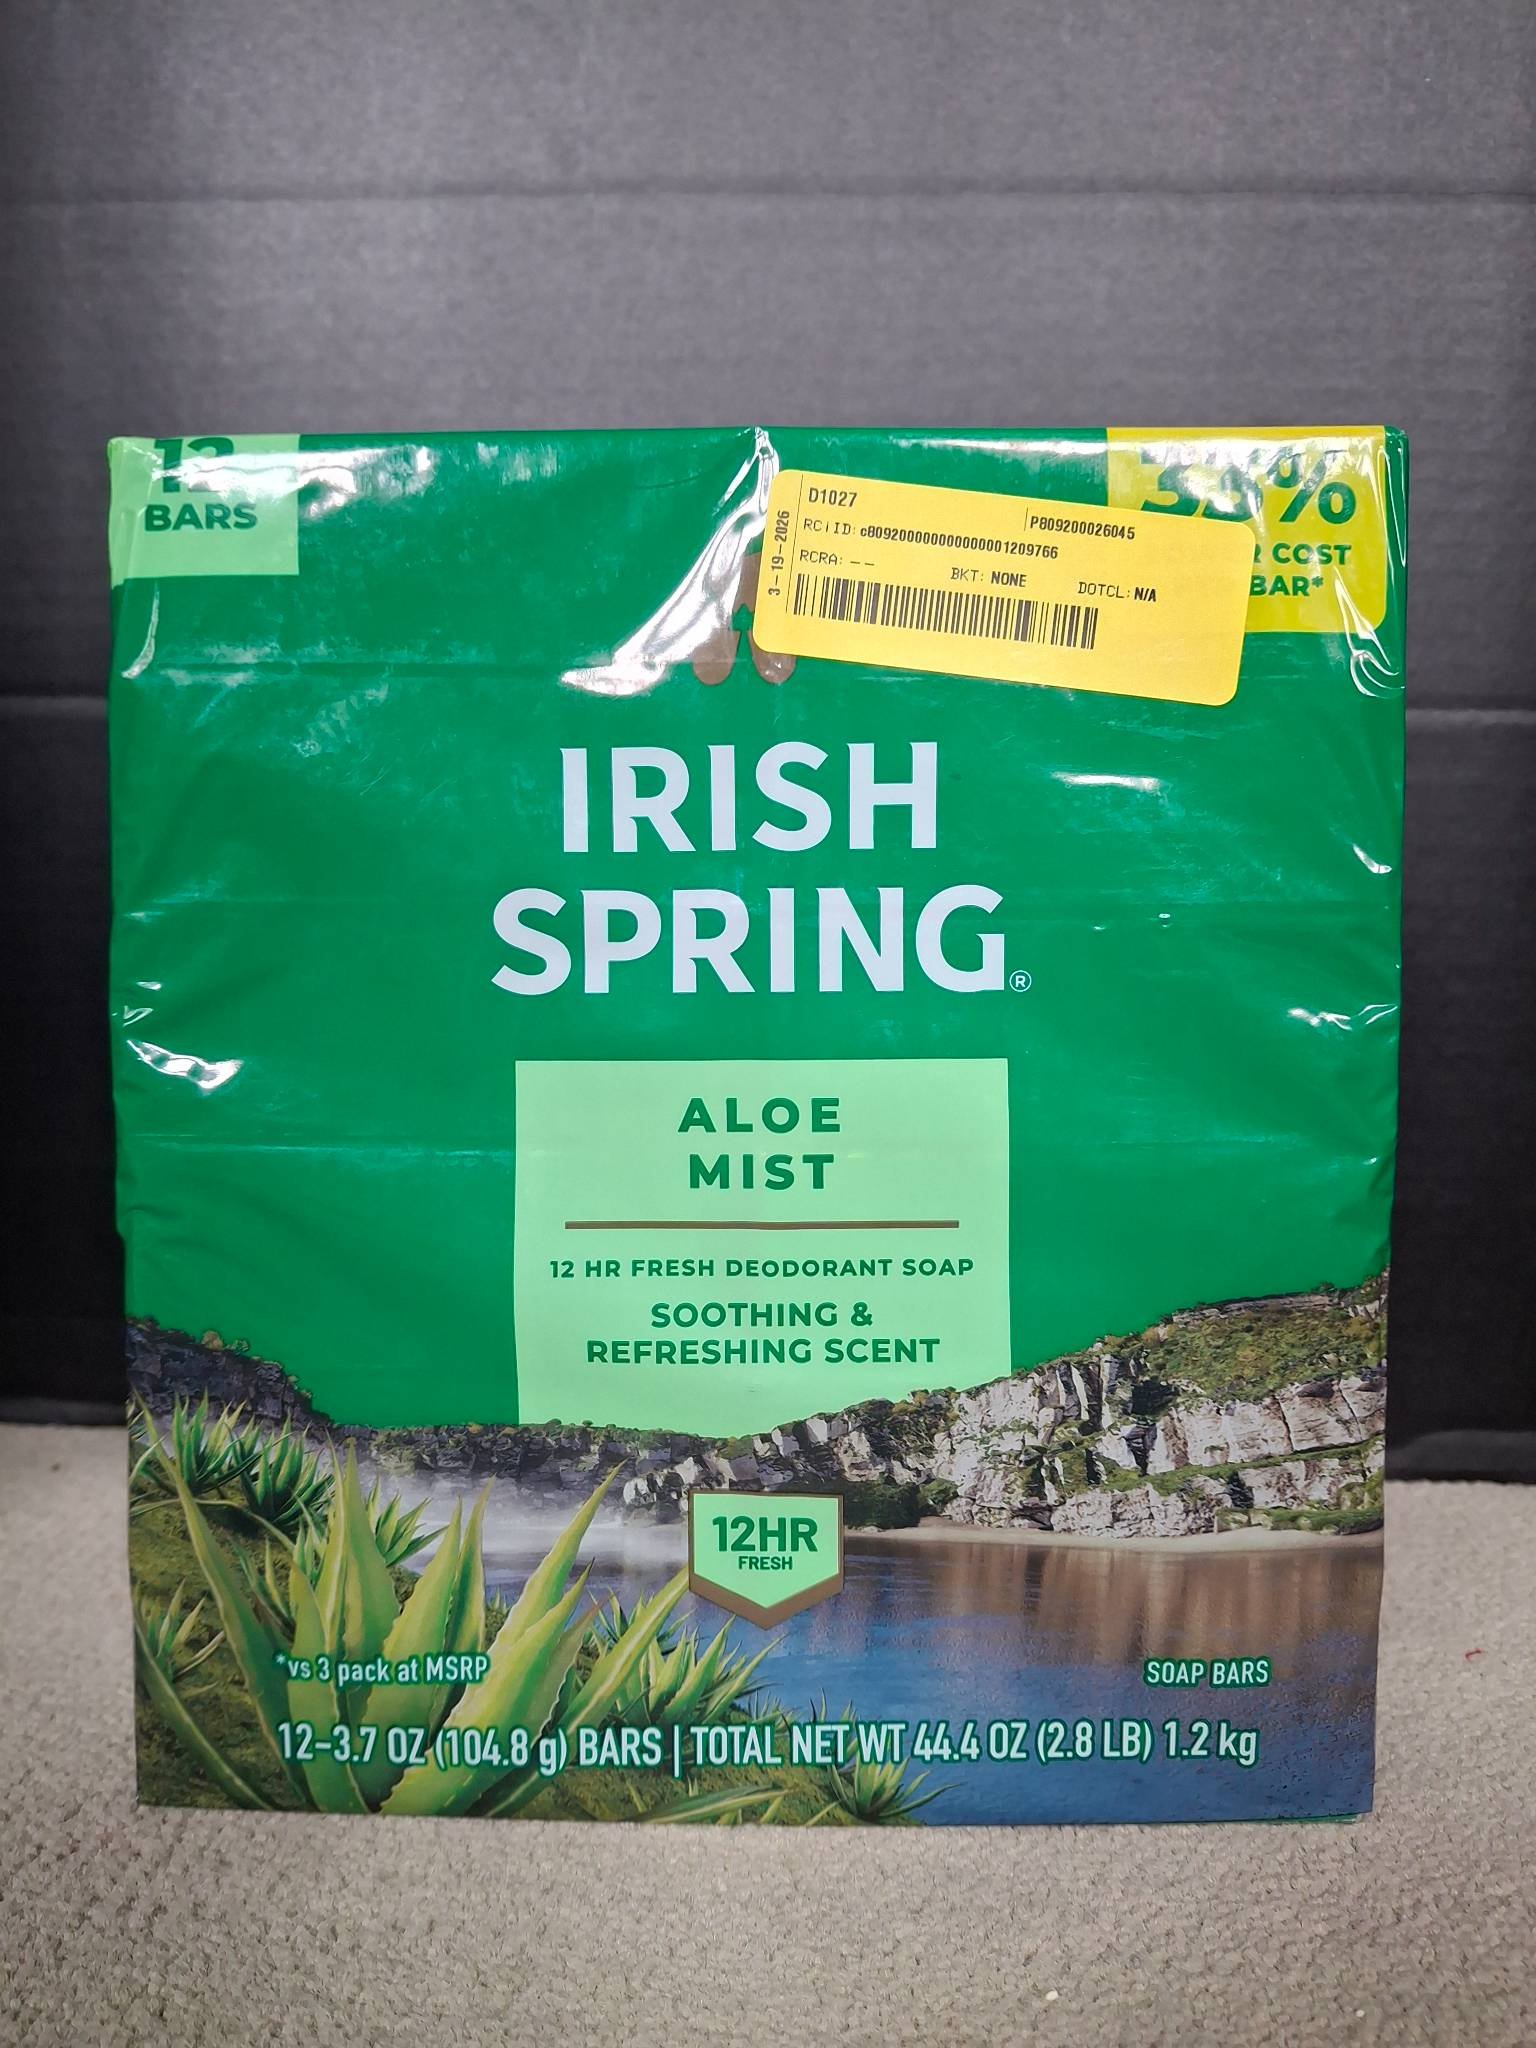 12
BARS
3-19-2026
D1027
P809200026045
RC|ID: c8092000000000000001209766
RCRA: --
BKT: NONE
DOTCL: N/A
%
COST
BAR*
IRISH
SPRING®
ALOE
MIST
12 HR FRESH DEODORANT SOAP
SOOTHING &
REFRESHING SCENT
12HR
FRESH
*vs 3 pack at MSRP
SOAP BARS
12-3.7 OZ (104.8 g) BARS | TOTAL NET WT 44.4 OZ (2.8 LB) 1.2 kg